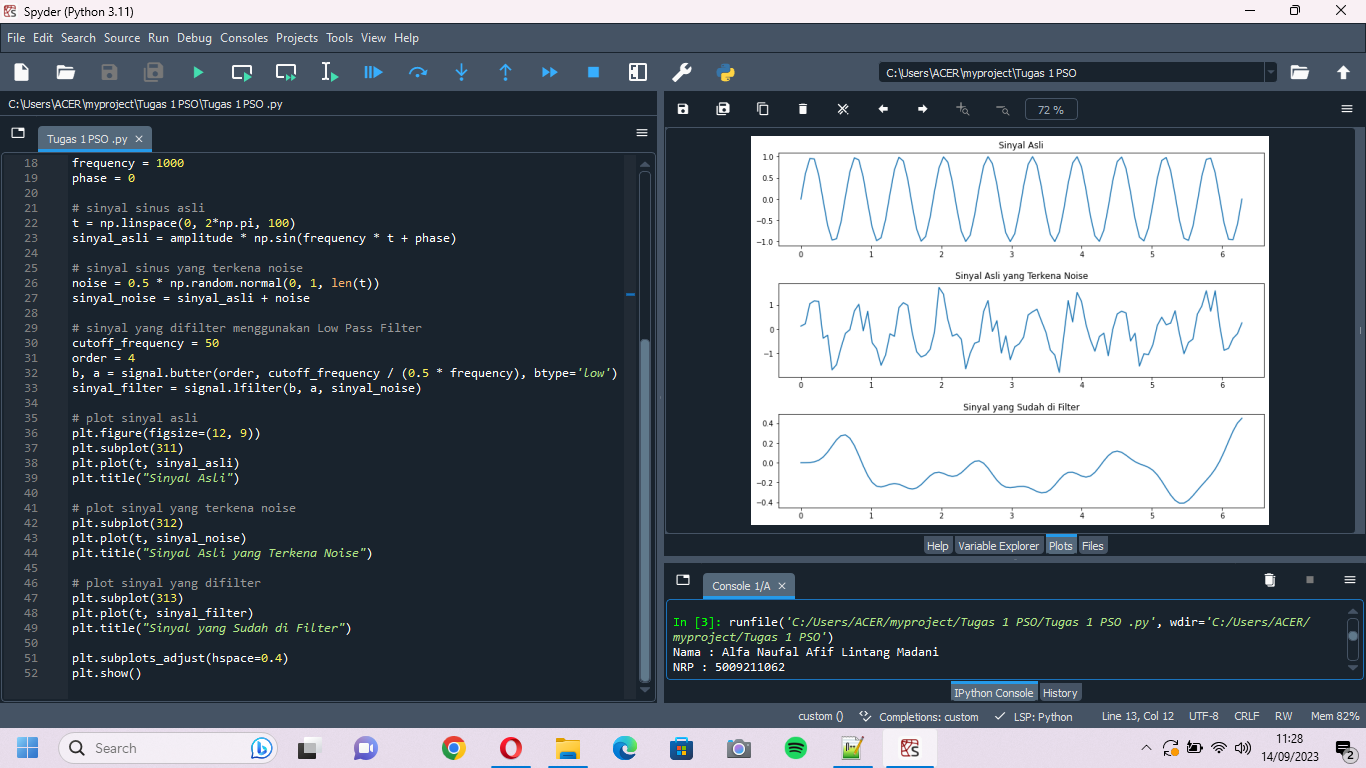 Spyder (Python 3.11)
File Edit Search Source Run Debug Consoles Projects Tools View Help
C:\Users\ACER\myproject\Tugas 1 PSO
C:\Users\ACER\myproject\Tugas 1 PSO\Tugas 1 PSO .py
Tugas 1 PSO .py
18 frequency = 1000
19 phase = 0
20
21 # sinyal sinus asli
22 t = np.linspace(0, 2*np.pi, 100)
23 sinyal_asli = amplitude * np.sin(frequency * t + phase)
24
25 # sinyal sinus yang terkena noise
26 noise = 0.5 * np.random.normal(0, 1, len(t))
27 sinyal_noise = sinyal_asli + noise
28
29 # sinyal yang difilter menggunakan Low Pass Filter
30 cutoff_frequency = 50
31 order = 4
32 b, a = signal.butter(order, cutoff_frequency / (0.5 * frequency), btype='low')
33 sinyal_filter = signal.lfilter(b, a, sinyal_noise)
34
35 # plot sinyal asli
36 plt.figure(figsize=(12, 9))
37 plt.subplot(311)
38 plt.plot(t, sinyal_asli)
39 plt.title("Sinyal Asli")
40
41 # plot sinyal yang terkena noise
42 plt.subplot(312)
43 plt.plot(t, sinyal_noise)
44 plt.title("Sinyal Asli yang Terkena Noise")
45
46 # plot sinyal yang difilter
47 plt.subplot(313)
48 plt.plot(t, sinyal_filter)
49 plt.title("Sinyal yang Sudah di Filter")
50
51 plt.subplots_adjust(hspace=0.4)
52 plt.show()
72 %
Sinyal Asli
1.0
0.5
0.0
−0.5
−1.0
0 1 2 3 4 5 6
Sinyal Asli yang Terkena Noise
1
0
−1
0 1 2 3 4 5 6
Sinyal yang Sudah di Filter
0.4
0.2
0.0
−0.2
−0.4
0 1 2 3 4 5 6
Help Variable Explorer Plots Files
Console 1/A
In [3]: runfile('C:/Users/ACER/myproject/Tugas 1 PSO/Tugas 1 PSO .py', wdir='C:/Users/ACER/
myproject/Tugas 1 PSO')
Nama : Alfa Naufal Afif Lintang Madani
NRP : 5009211062
IPython Console History
custom () Completions: custom LSP: Python Line 13, Col 12 UTF-8 CRLF RW Mem 82%
Search
11:28
14/09/2023
2